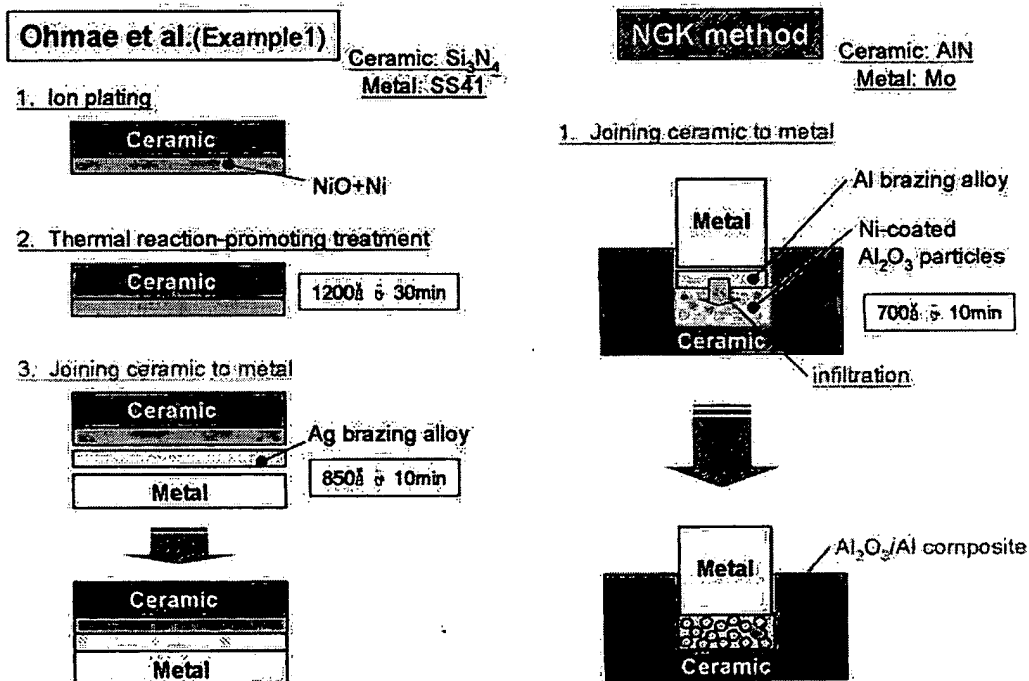 Ohmae et al.(Example1)
Ceramic: Si₃N₄
Metal: SS41
1. Ion plating
Ceramic
NiO+Ni
2. Thermal reaction-promoting treatment
Ceramic
1200 30min
3. Joining ceramic to metal
Ceramic
Ag brazing alloy
850 10min
Metal
Ceramic
Metal
NGK method
Ceramic: AlN
Metal: Mo
1. Joining ceramic to metal
Metal
Al brazing alloy
Ni-coated
Al₂O₃ particles
700 10min
Ceramic
infiltration
Al₂O₃/Al composite
Metal
Ceramic